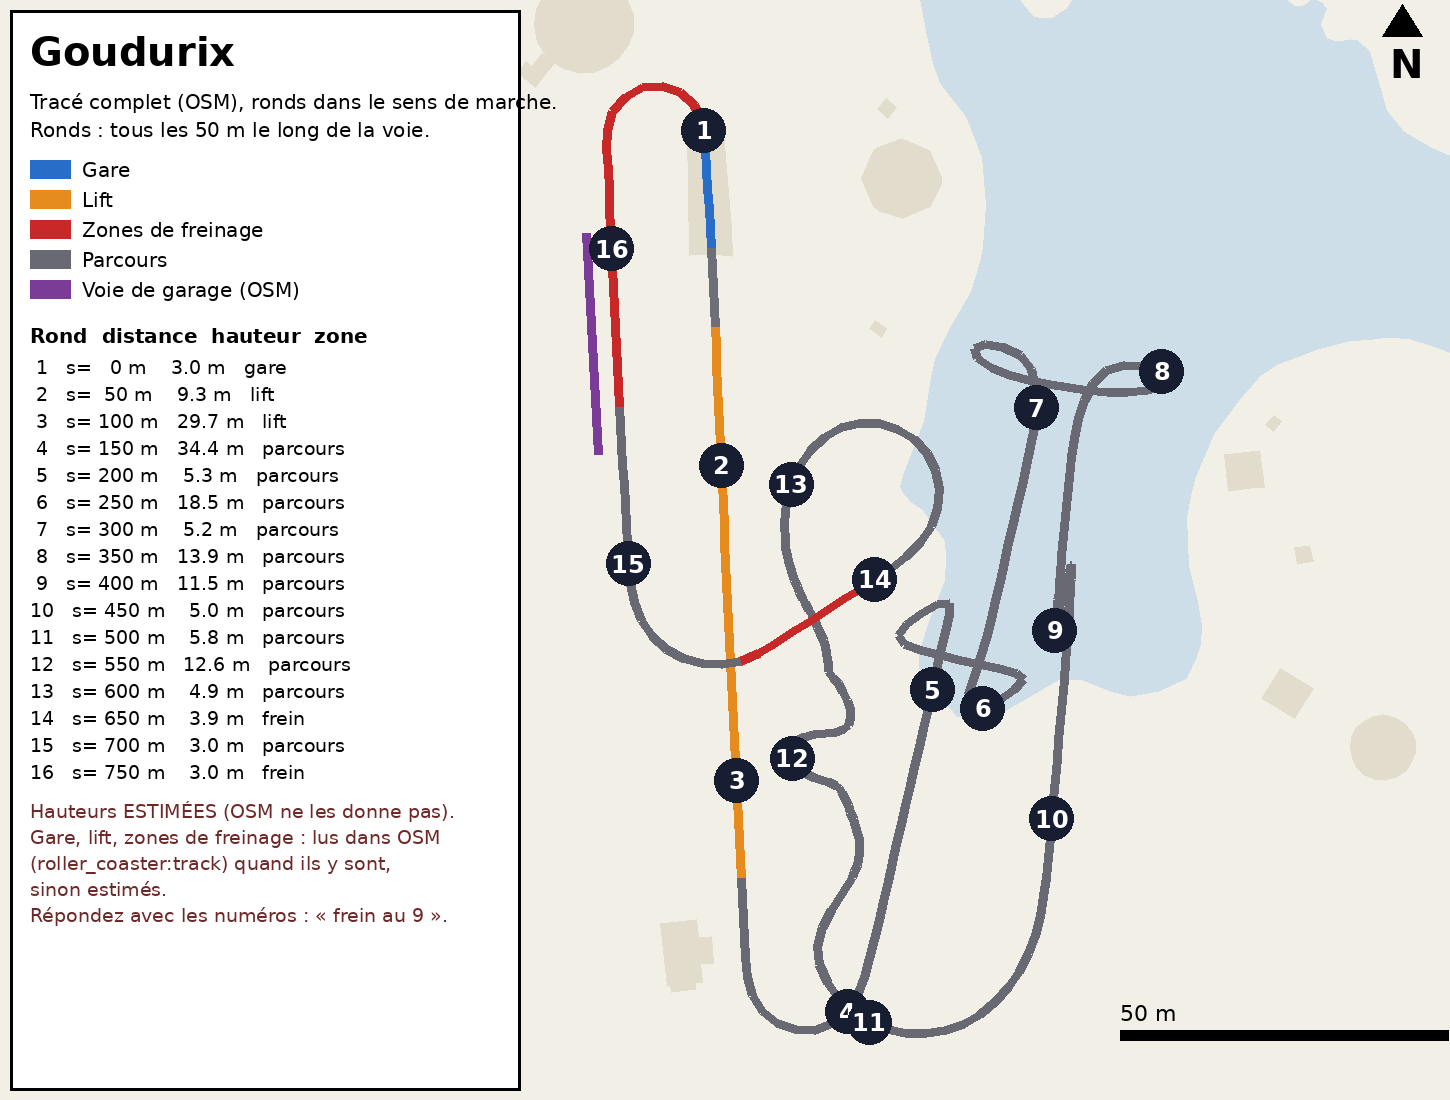 Goudurix
Tracé complet (OSM), ronds dans le sens de marche.
Ronds : tous les 50 m le long de la voie.
Gare
Lift
Zones de freinage
Parcours
Voie de garage (OSM)
Rond distance hauteur zone
1 s= 0 m 3.0 m gare
2 s= 50 m 9.3 m lift
3 s= 100 m 29.7 m lift
4 s= 150 m 34.4 m parcours
5 s= 200 m 5.3 m parcours
6 s= 250 m 18.5 m parcours
7 s= 300 m 5.2 m parcours
8 s= 350 m 13.9 m parcours
9 s= 400 m 11.5 m parcours
10 s= 450 m 5.0 m parcours
11 s= 500 m 5.8 m parcours
12 s= 550 m 12.6 m parcours
13 s= 600 m 4.9 m parcours
14 s= 650 m 3.9 m frein
15 s= 700 m 3.0 m parcours
16 s= 750 m 3.0 m frein
Hauteurs ESTIMÉES (OSM ne les donne pas).
Gare, lift, zones de freinage : lus dans OSM
(roller_coaster:track) quand ils y sont,
sinon estimés.
Répondez avec les numéros : « frein au 9 ».
N
1
16
8
7
2
13
15
14
9
5
6
12
3
10
4
11
50 m